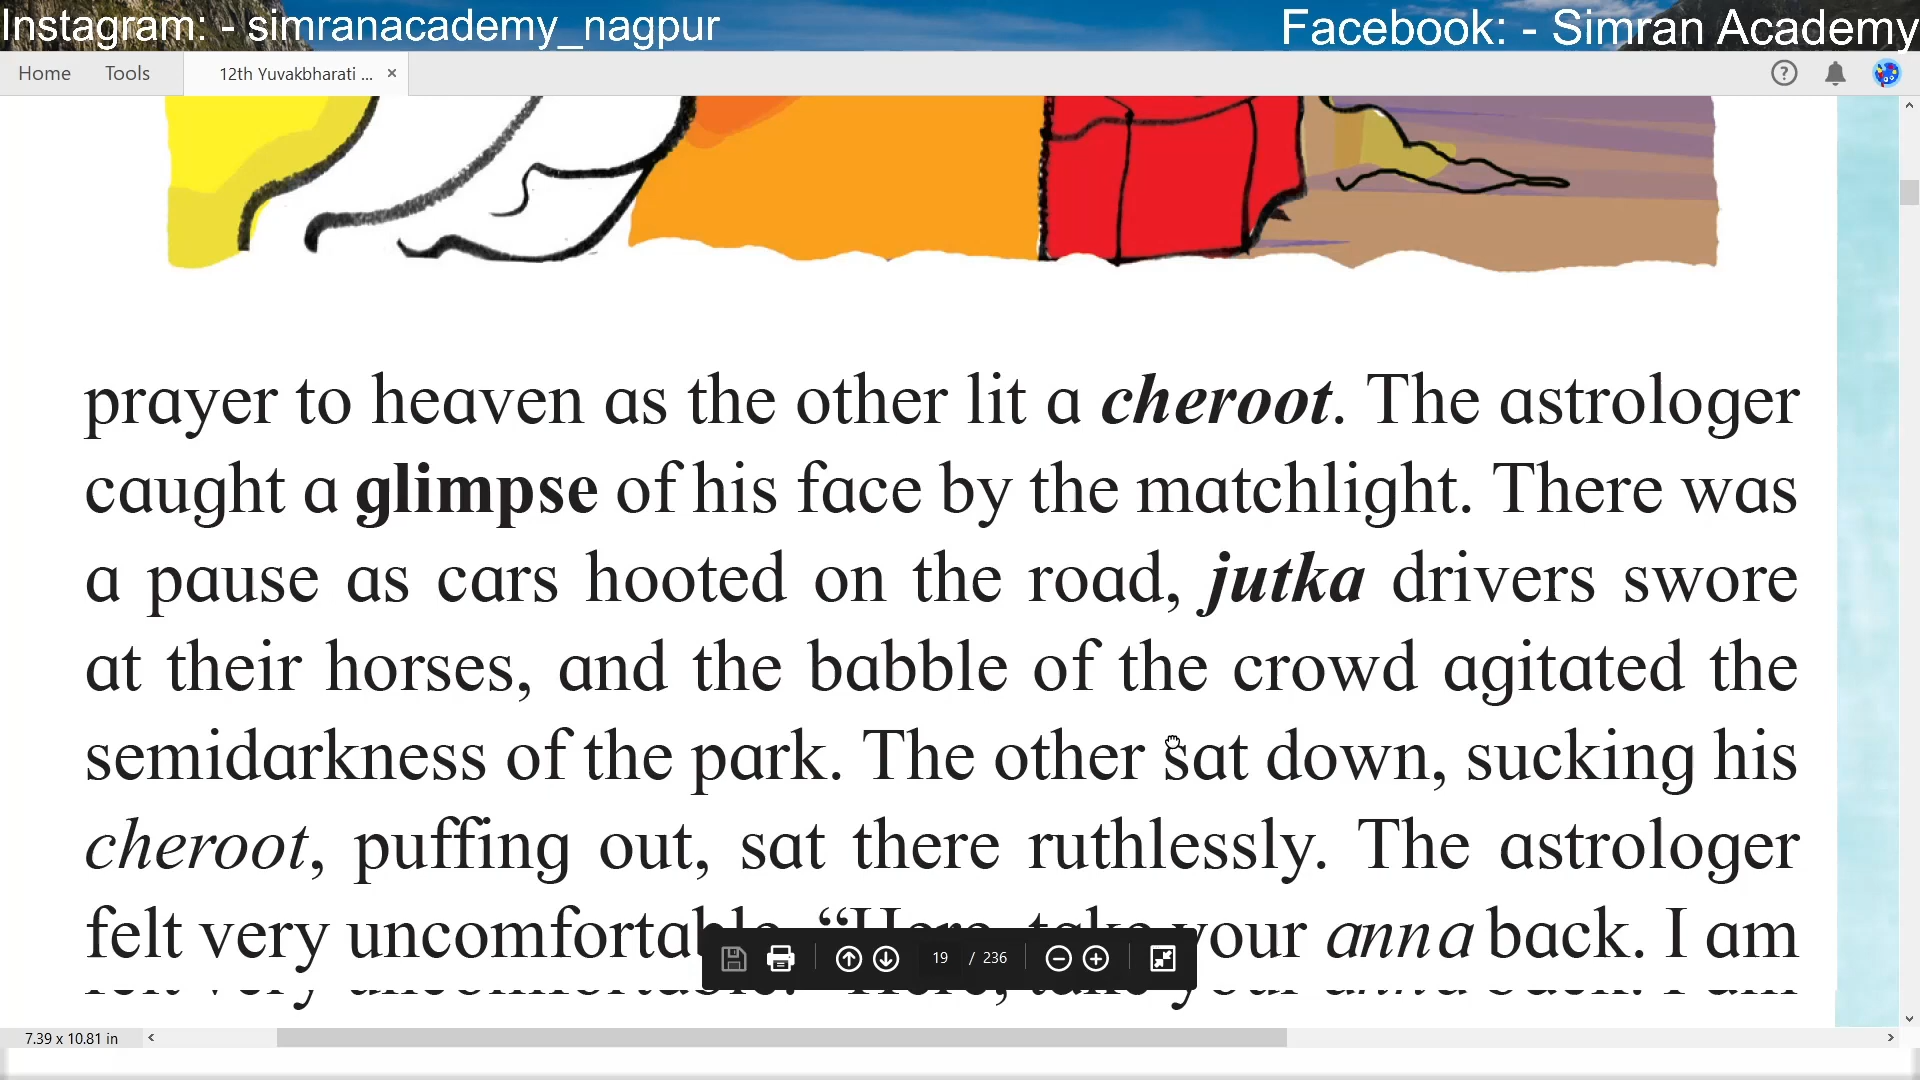 Instagram: - simranacademy_nagpur
Facebook: - Simran Academy
Home Tools 12th Yuvakbharati ... ×
prayer to heaven as the other lit a cheroot. The astrologer
caught a glimpse of his face by the matchlight. There was
a pause as cars hooted on the road, jutka drivers swore
at their horses, and the babble of the crowd agitated the
semidarkness of the park. The other sat down, sucking his
cheroot, puffing out, sat there ruthlessly. The astrologer
felt very uncomfortable. “Here, take your anna back. I am
19 / 236
7.39 x 10.81 in